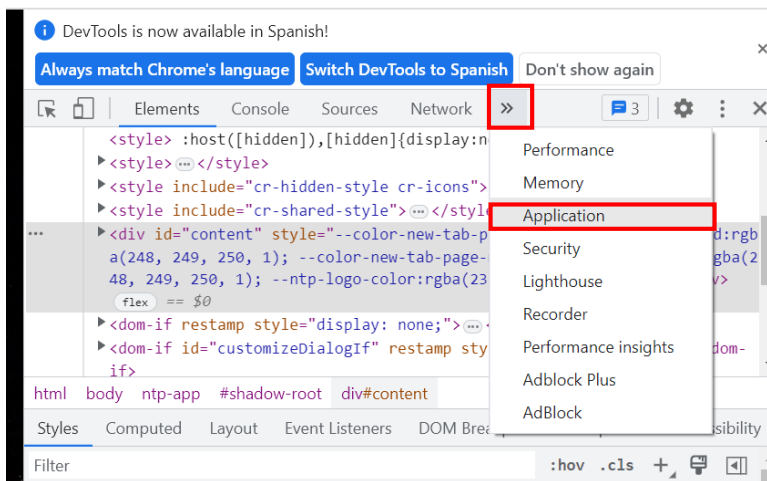 DevTools is now available in Spanish!
Always match Chrome's language Switch DevTools to Spanish Don't show again
Elements Console Sources Network » 3
<style> :host([hidden]),[hidden]{display:n
<style>…</style>
<style include="cr-hidden-style cr-icons">
<style include="cr-shared-style">…</style
<div id="content" style="--color-new-tab-p d:rgb
a(248, 249, 250, 1); --color-new-tab-page- gba(2
48, 249, 250, 1); --ntp-logo-color:rgba(23 v>
flex == $0
<dom-if restamp style="display: none;">…
<dom-if id="customizeDialogIf" restamp sty dom-
if>
Performance
Memory
Application
Security
Lighthouse
Recorder
Performance insights
Adblock Plus
AdBlock
html body ntp-app #shadow-root div#content
Styles Computed Layout Event Listeners DOM Brea sibility
Filter :hov .cls +